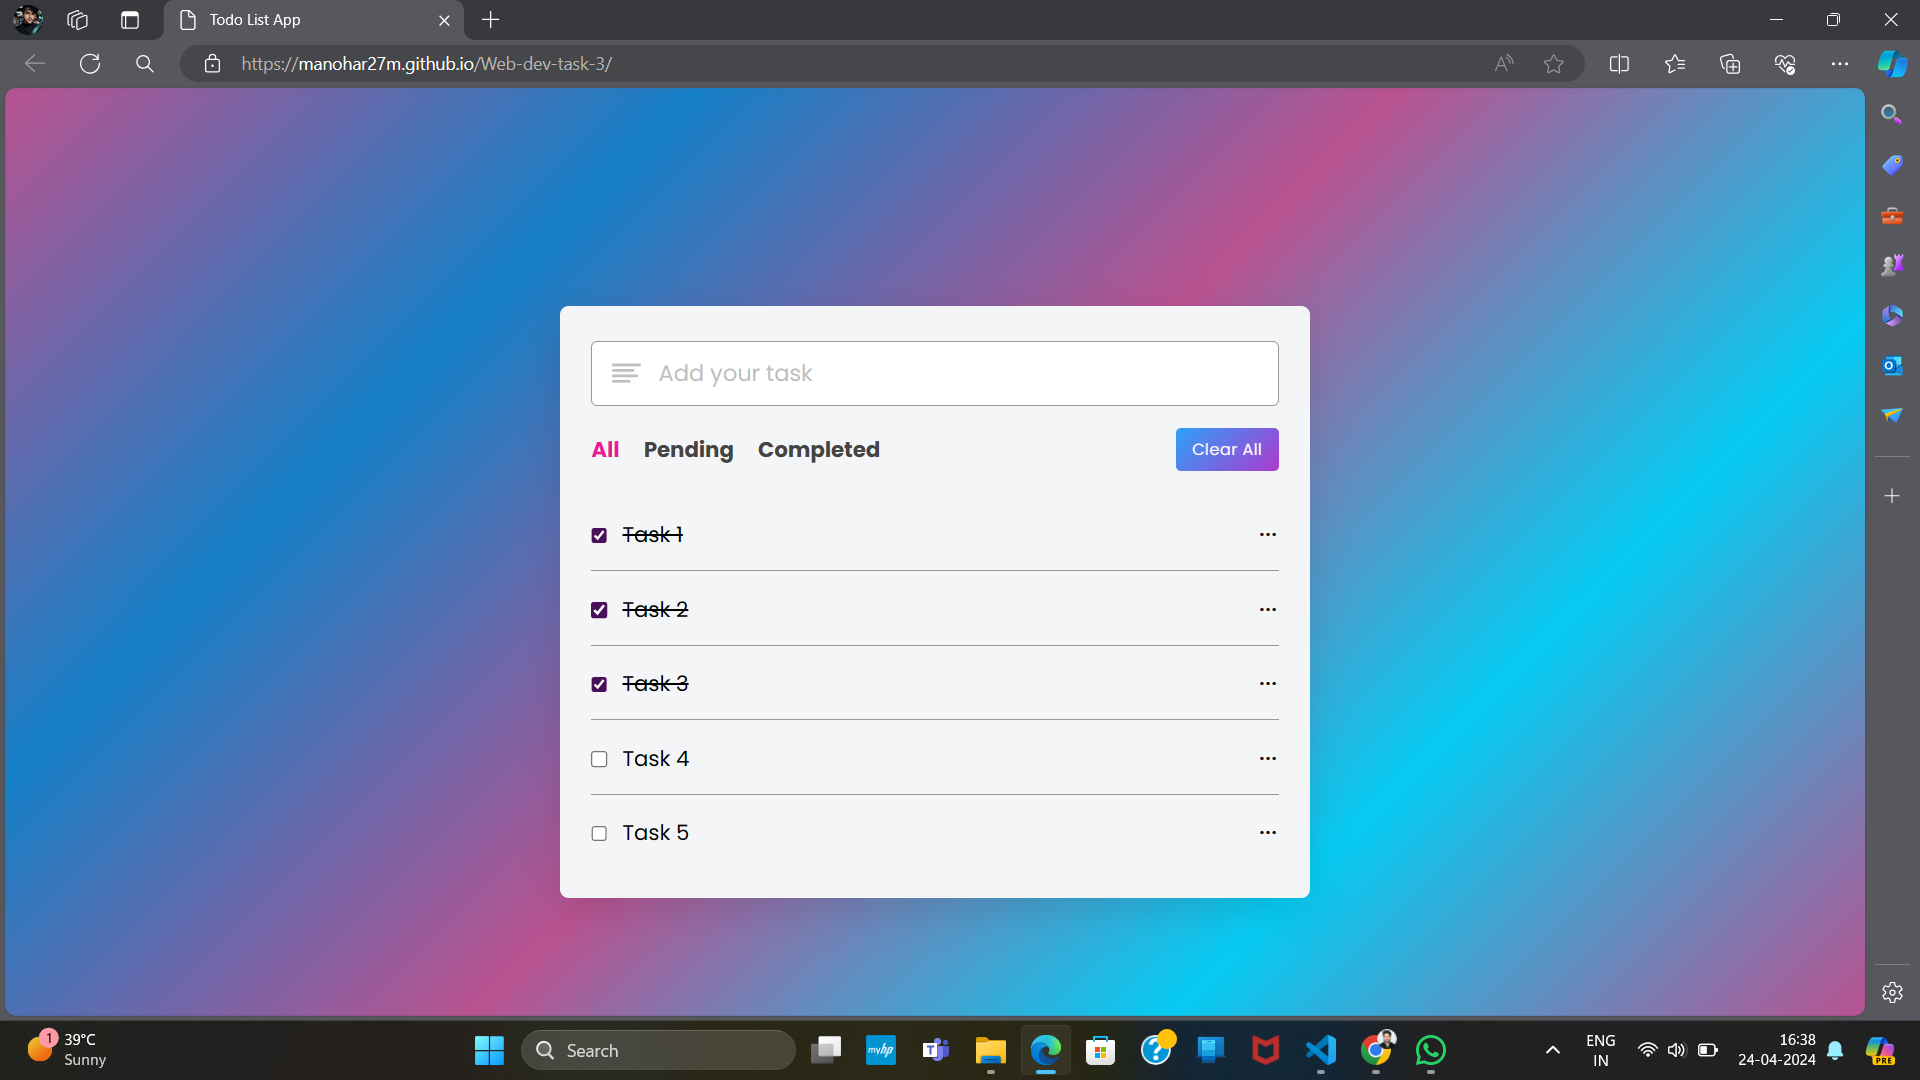 Todo List App
https://manohar27m.github.io/Web-dev-task-3/
Add your task
All Pending Completed Clear All
Task 1
Task 2
Task 3
Task 4
Task 5
1
39°C
Sunny
Search
myhp
T
ENG
IN
16:38
24-04-2024
PRE